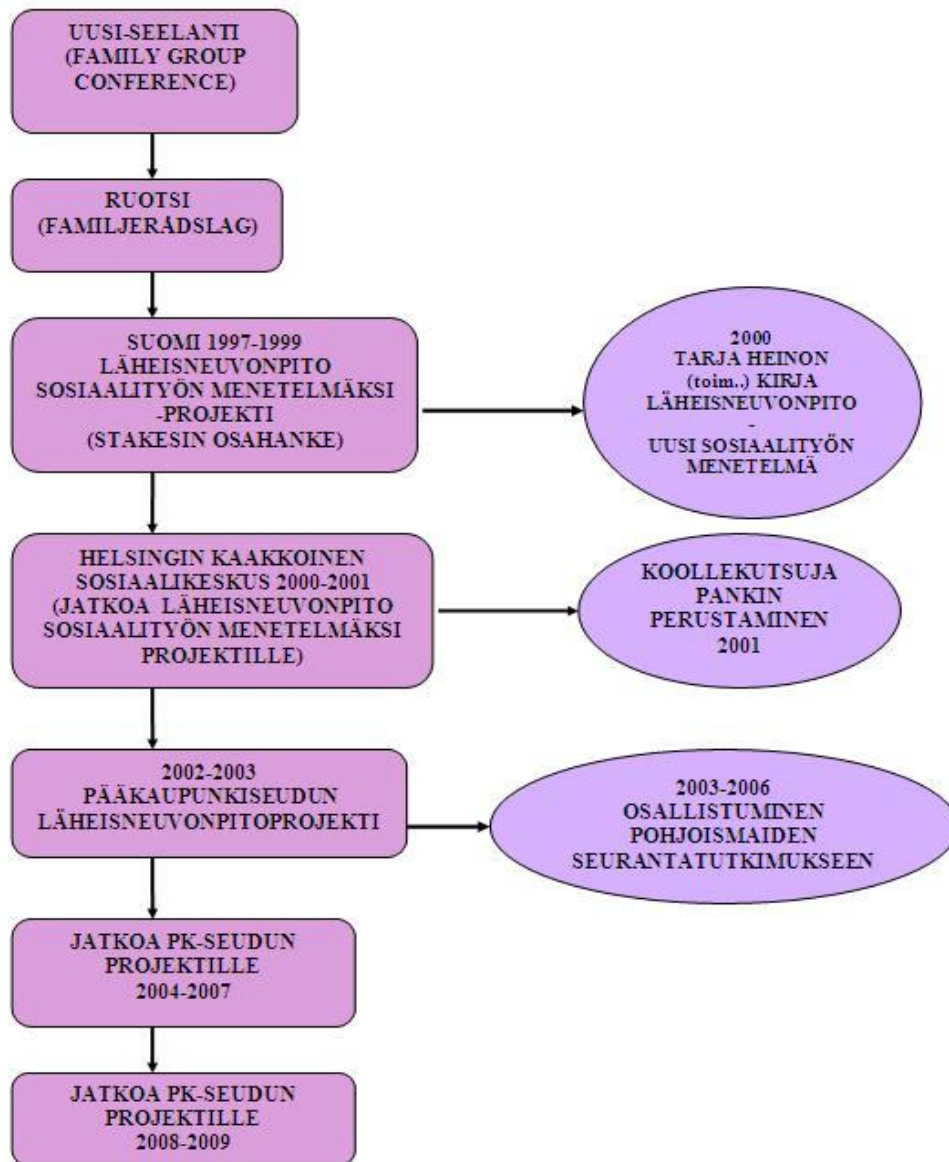 UUSI-SEELANTI
(FAMILY GROUP
CONFERENCE)
RUOTSI
(FAMILJERÅDSLAG)
SUOMI 1997-1999
LÄHEISNEUVONPITO
SOSIAALITYÖN MENETELMÄKSI
-PROJEKTI
(STAKESIN OSAHANKE)
2000
TARJA HEINON
(toim..) KIRJA
LÄHEISNEUVONPITO
-
UUSI SOSIAALITYÖN
MENETELMÄ
HELSINGIN KAAKKOINEN
SOSIAALIKESKUS 2000-2001
(JATKOA LÄHEISNEUVONPITO
SOSIAALITYÖN MENETELMÄKSI
PROJEKTILLE)
KOOLLEKUTSUJA
PANKIN
PERUSTAMINEN
2001
2002-2003
PÄÄKAUPUNKISEUDUN
LÄHEISNEUVONPITOPROJEKTI
2003-2006
OSALLISTUMINEN
POHJOISMAIDEN
SEURANTATUTKIMUKSEEN
JATKOA PK-SEUDUN
PROJEKTILLE
2004-2007
JATKOA PK-SEUDUN
PROJEKTILLE
2008-2009